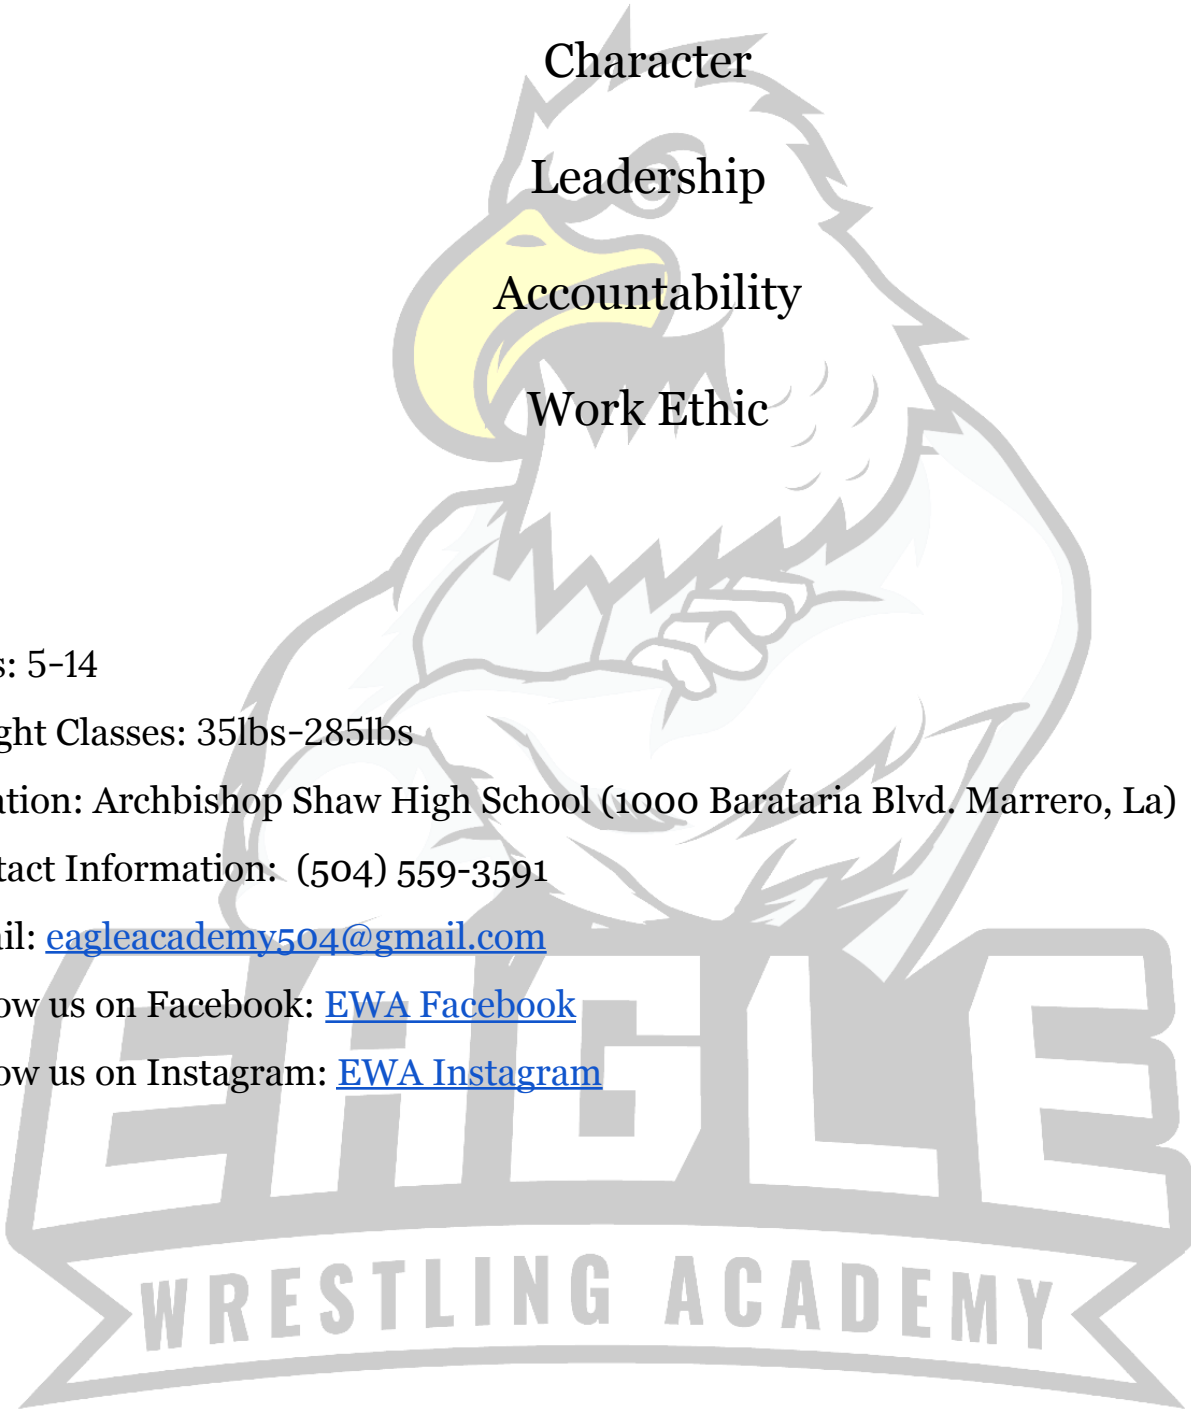 Character
Leadership
Accountability
Work Ethic
s: 5-14
ght Classes: 35lbs-285lbs
ation: Archbishop Shaw High School (1000 Barataria Blvd. Marrero, La)
tact Information: (504) 559-3591
il: eagleacademy504@gmail.com
ow us on Facebook: EWA Facebook
ow us on Instagram: EWA Instagram
EAGLE
WRESTLING ACADEMY